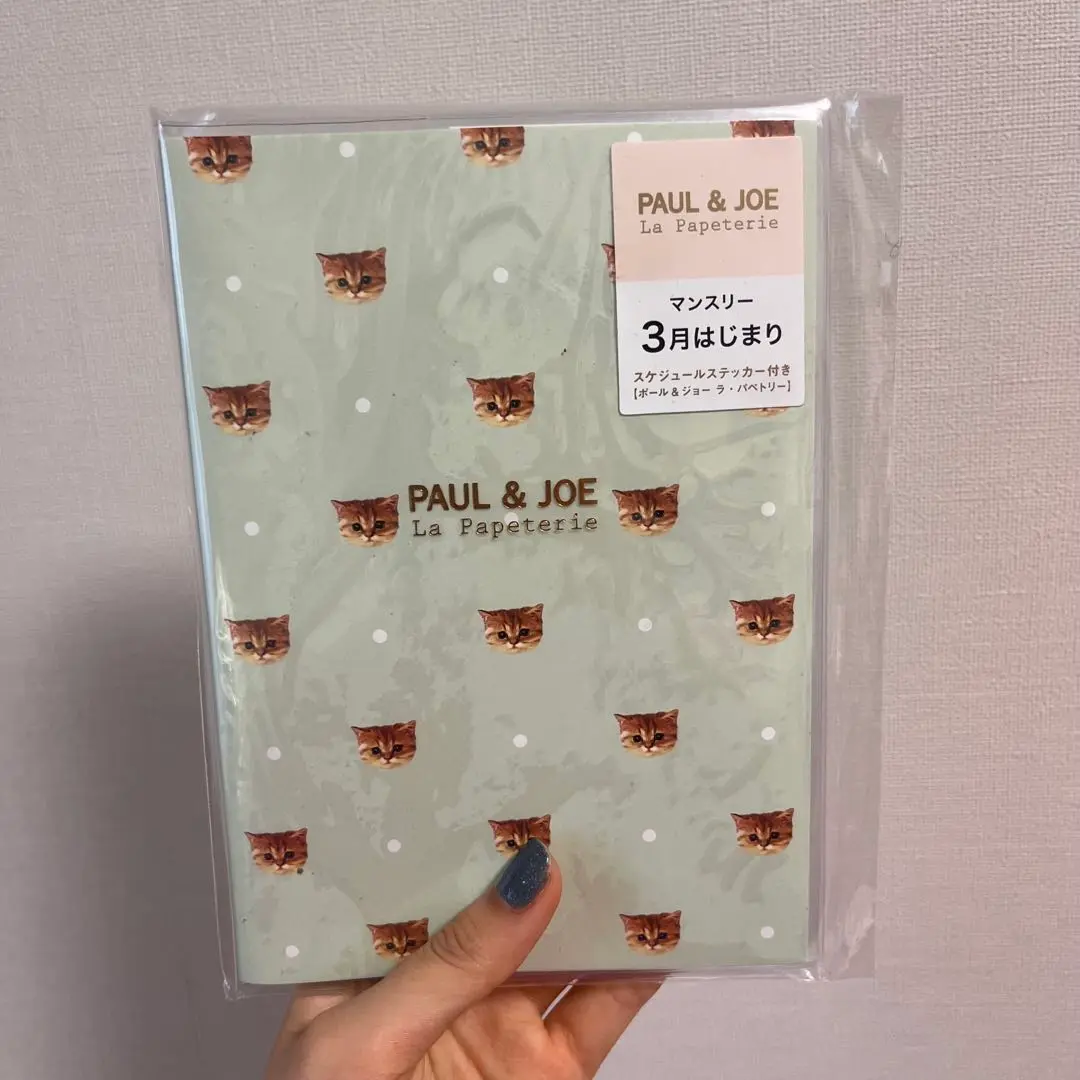 PAUL & JOE
La Papeterie
マンスリー
3月はじまり
スケジュールステッカー付き
【ポール&ジョー ラ・パペトリー】
PAUL & JOE
La Papeterie